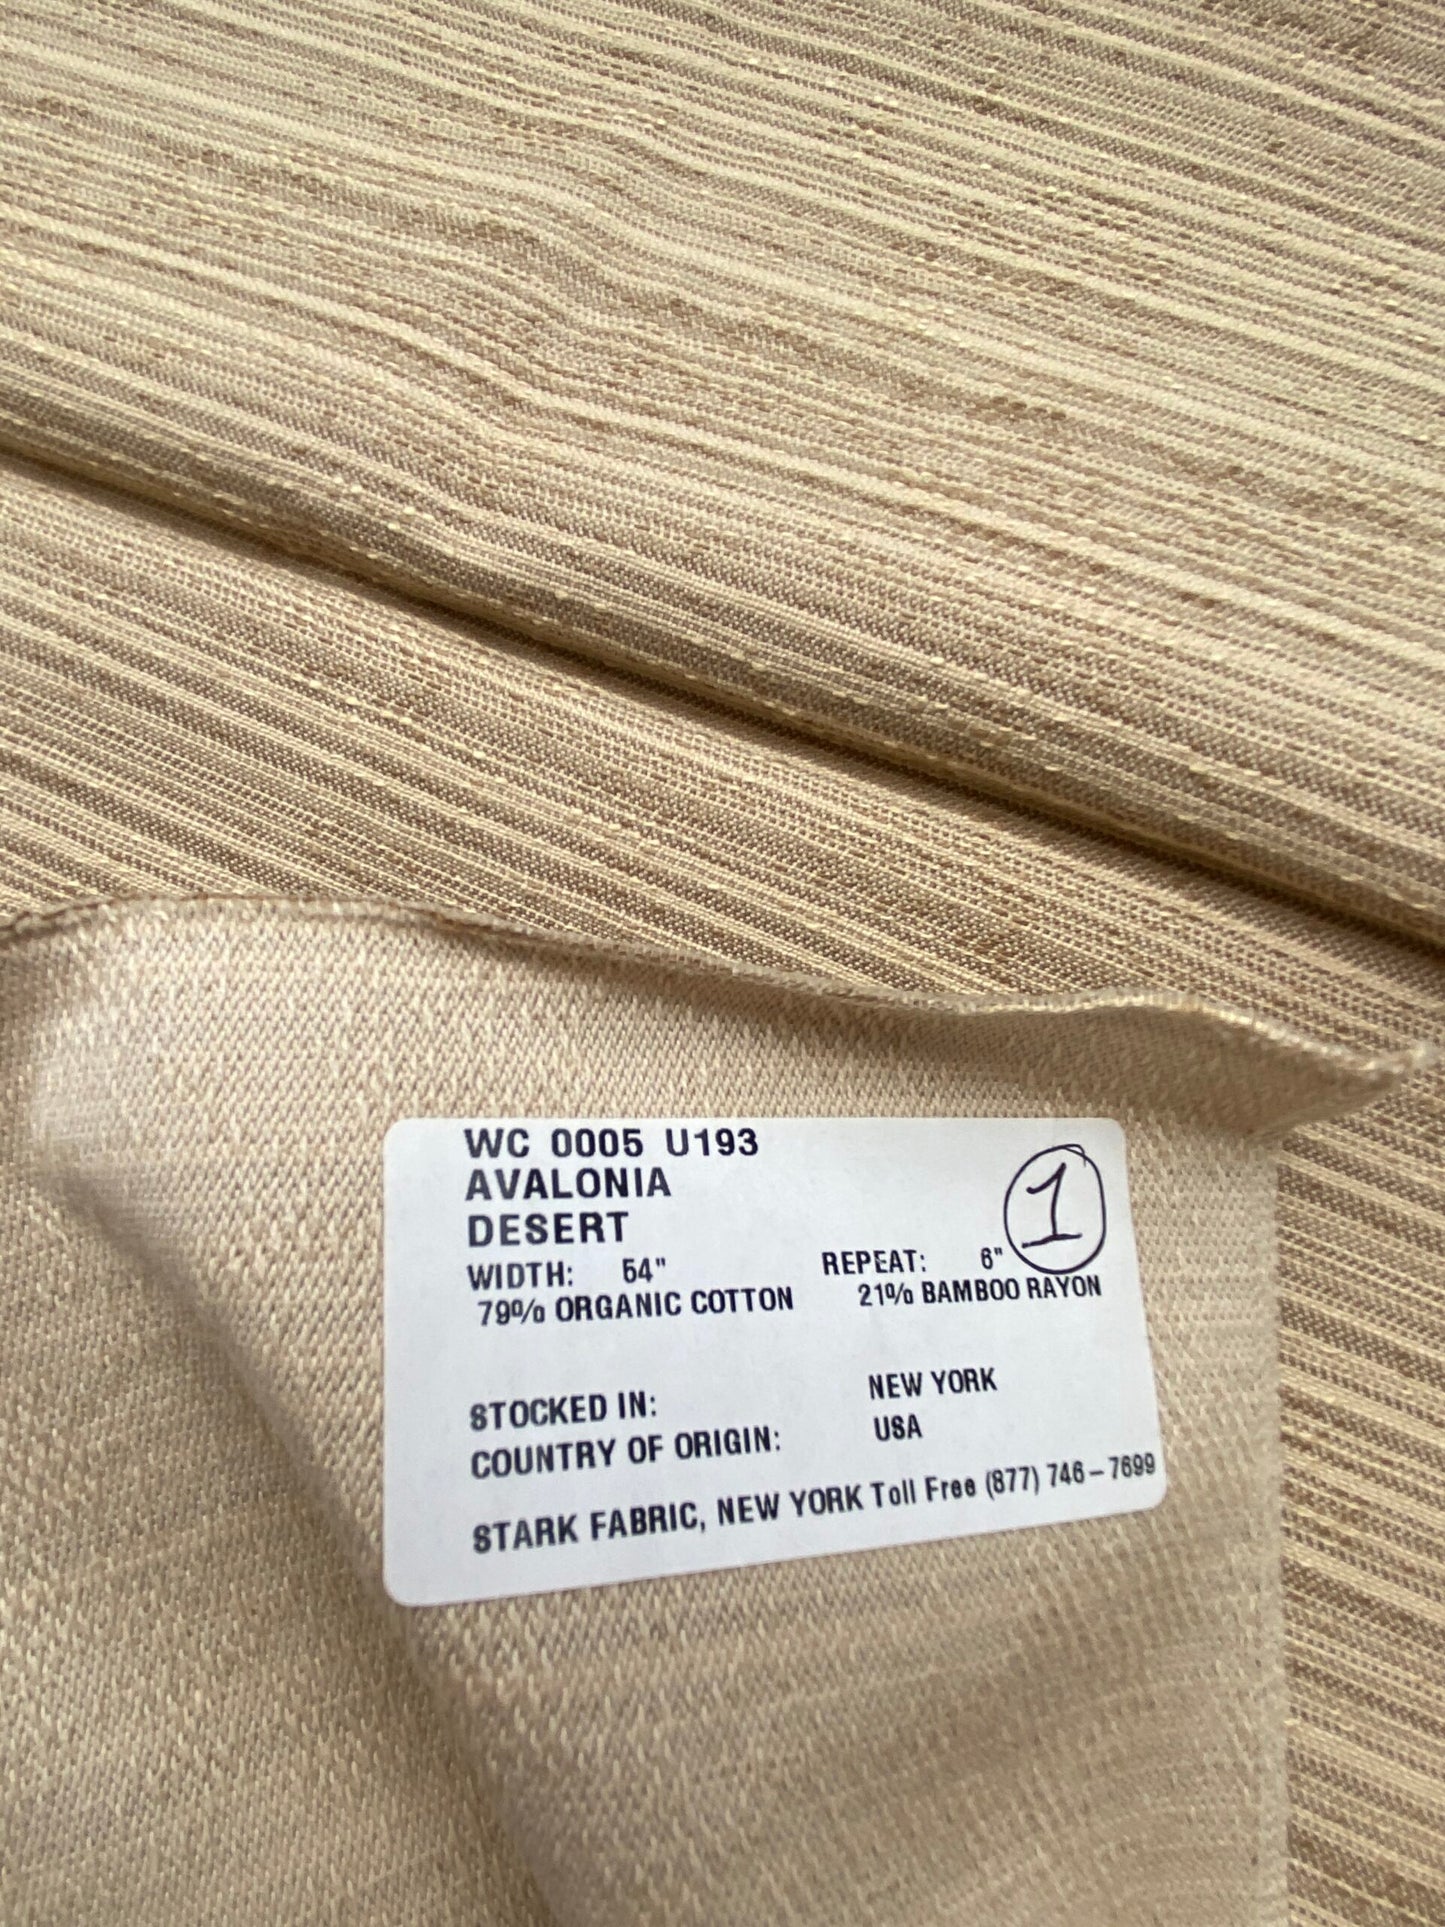 WC 0005 U193
AVALONIA
DESERT
1
WIDTH: 54" REPEAT: 6"
79% ORGANIC COTTON 21% BAMBOO RAYON
STOCKED IN: NEW YORK
COUNTRY OF ORIGIN: USA
STARK FABRIC, NEW YORK Toll Free (877) 746-7699